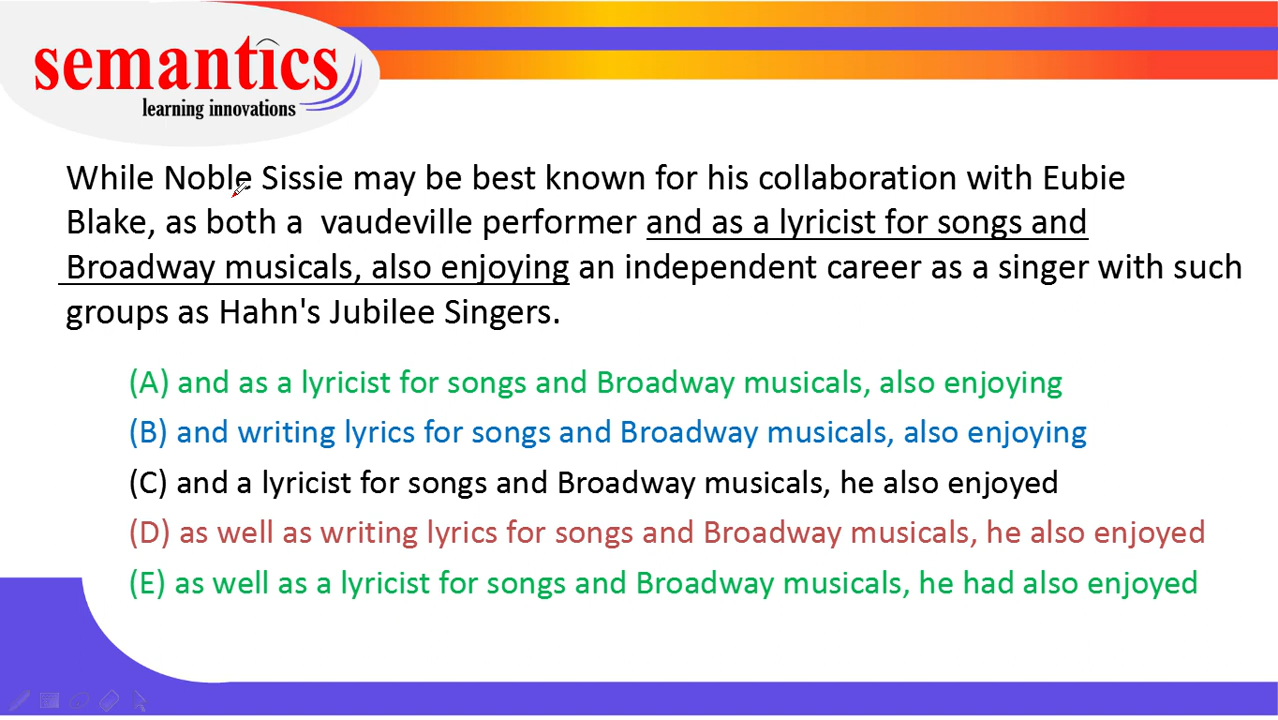 semantics
learning innovations
While Noble Sissie may be best known for his collaboration with Eubie
Blake, as both a vaudeville performer and as a lyricist for songs and
Broadway musicals, also enjoying an independent career as a singer with such
groups as Hahn's Jubilee Singers.
(A) and as a lyricist for songs and Broadway musicals, also enjoying
(B) and writing lyrics for songs and Broadway musicals, also enjoying
(C) and a lyricist for songs and Broadway musicals, he also enjoyed
(D) as well as writing lyrics for songs and Broadway musicals, he also enjoyed
(E) as well as a lyricist for songs and Broadway musicals, he had also enjoyed